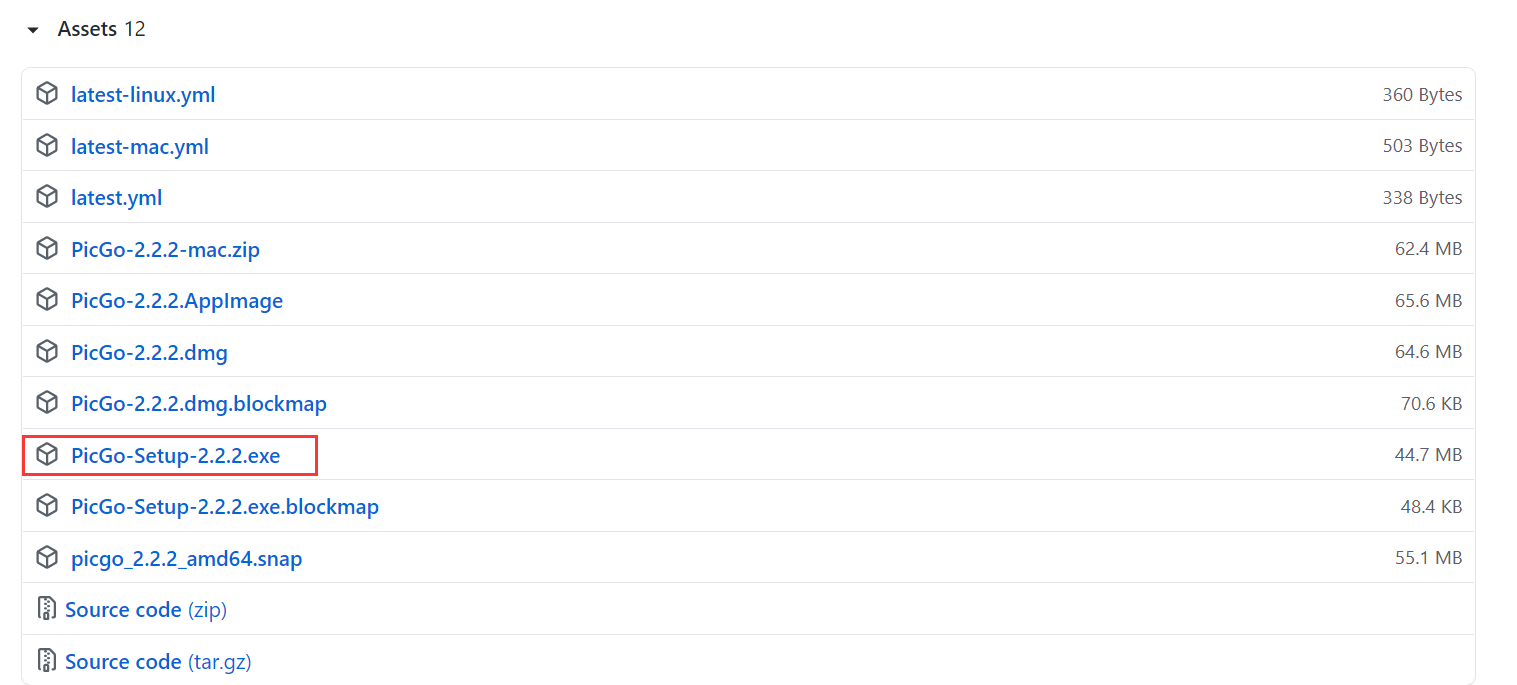 Assets 12
latest-linux.yml 360 Bytes
latest-mac.yml 503 Bytes
latest.yml 338 Bytes
PicGo-2.2.2-mac.zip 62.4 MB
PicGo-2.2.2.AppImage 65.6 MB
PicGo-2.2.2.dmg 64.6 MB
PicGo-2.2.2.dmg.blockmap 70.6 KB
PicGo-Setup-2.2.2.exe 44.7 MB
PicGo-Setup-2.2.2.exe.blockmap 48.4 KB
picgo_2.2.2_amd64.snap 55.1 MB
Source code (zip)
Source code (tar.gz)